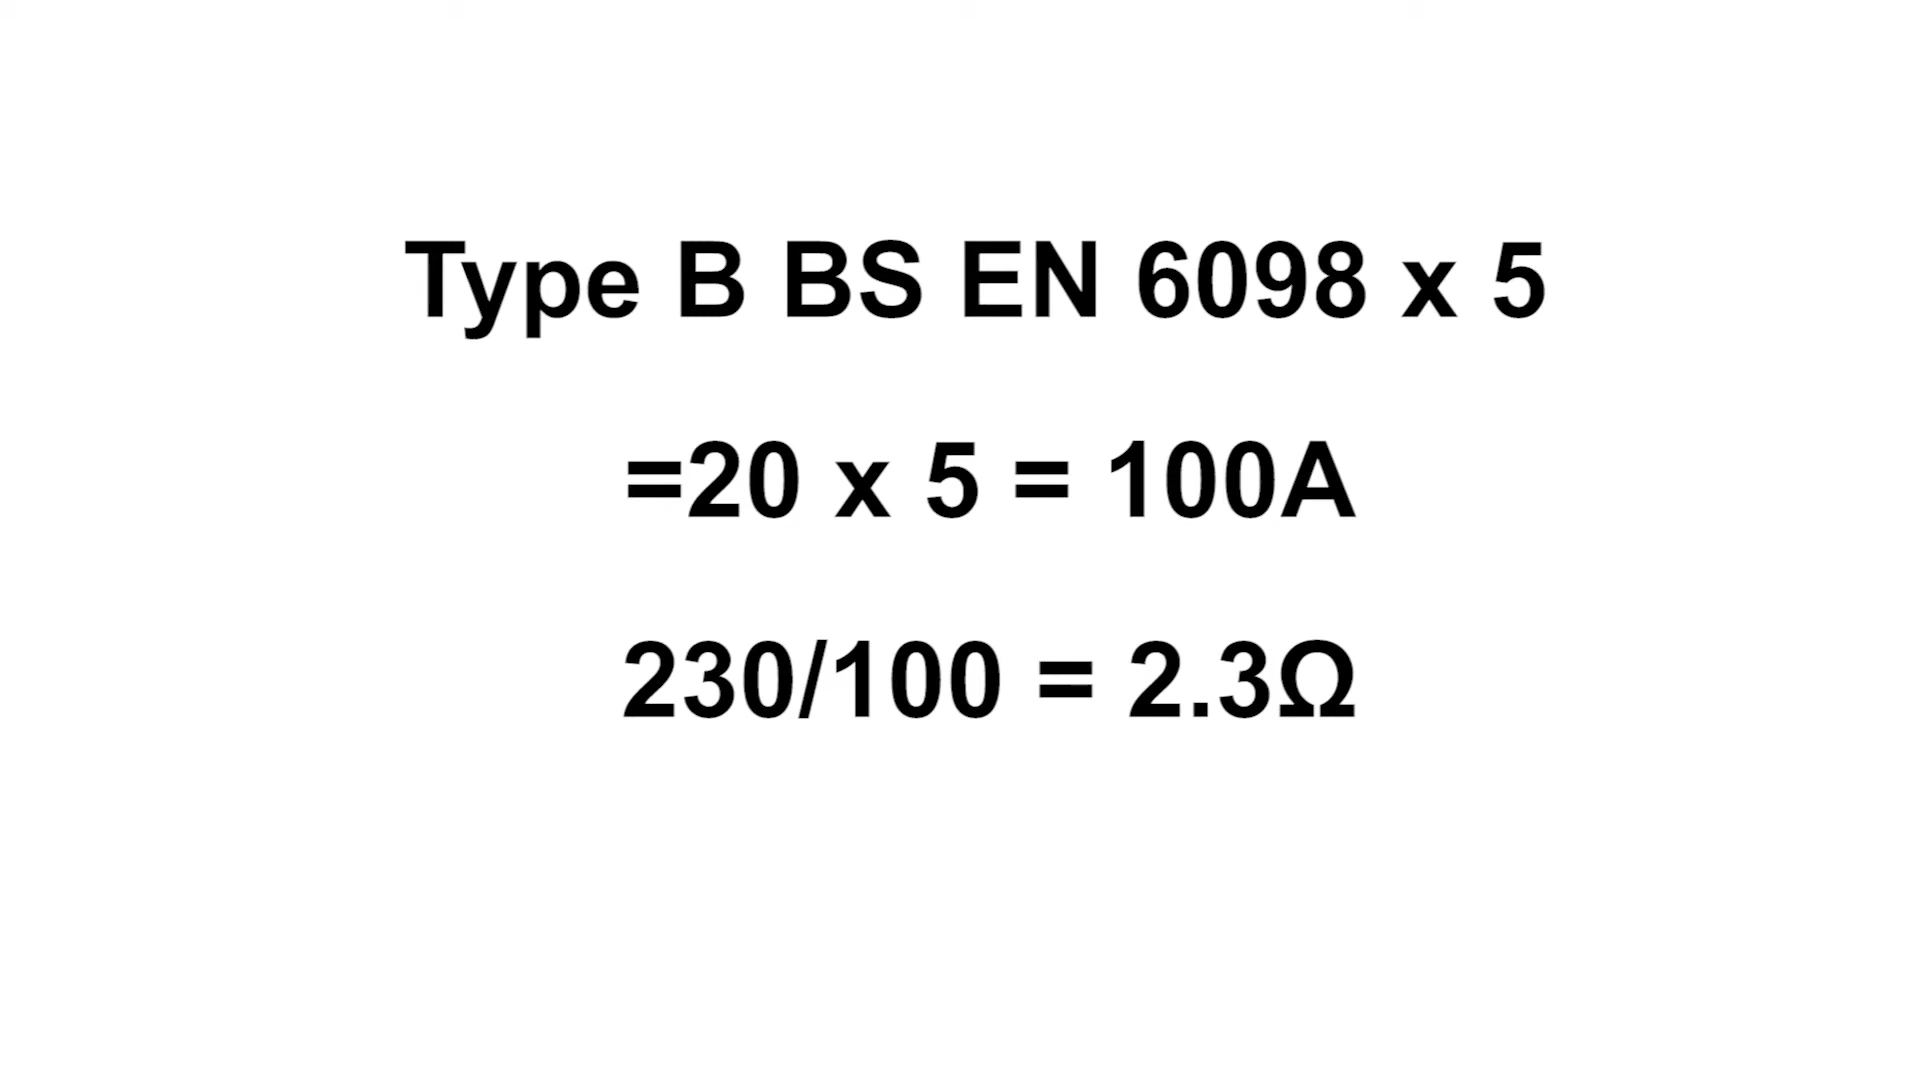 Type B BS EN 6098 x 5
=20 x 5 = 100A
230/100 = 2.3Ω